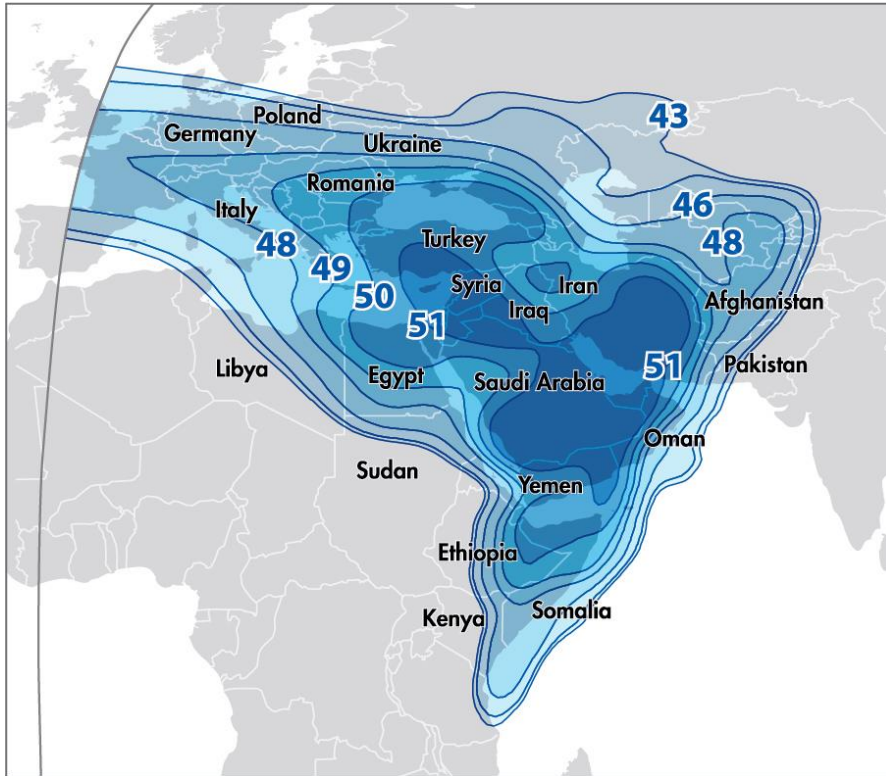 43
Poland
Germany
Ukraine
Romania
46
Italy
48
Turkey
48
49
Syria
Iran
50
Afghanistan
Iraq
51
51
Pakistan
Libya
Egypt
Saudi Arabia
Oman
Sudan
Yemen
Ethiopia
Kenya
Somalia